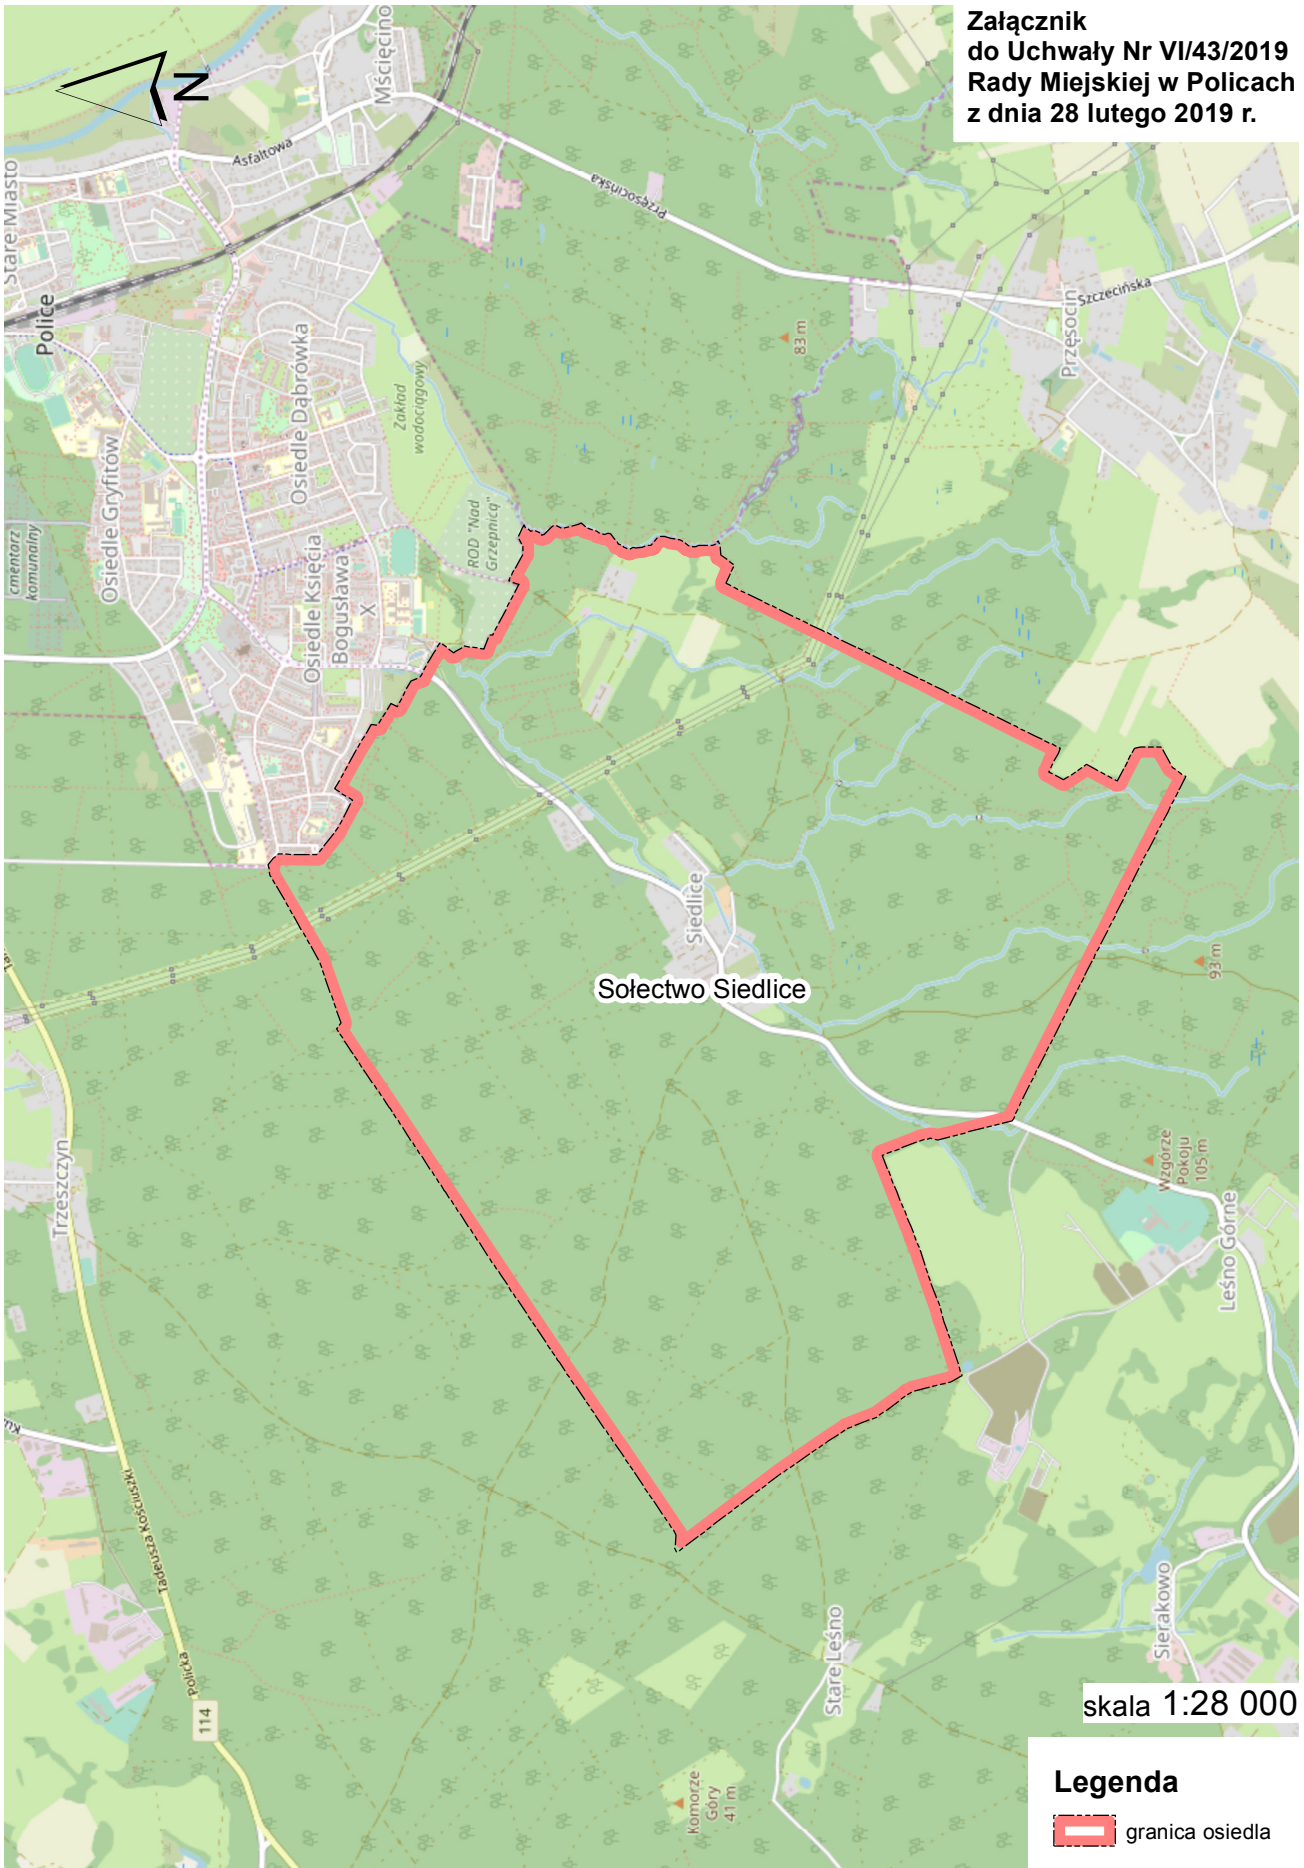 Załącznik
do Uchwały Nr VI/43/2019
Rady Miejskiej w Policach
z dnia 28 lutego 2019 r.
N
Mścięcino
Asfaltowa
Stare Miasto
Police
Przęsocińska
Szczecińska
Przęsocin
83 m
Osiedle Dąbrówka
Zakład
wodociągowy
Osiedle Gryfitów
cmentarz
komunalny
ROD "Nad
Grzepnicą"
Osiedle Księcia
Bogusława
X
Siedlice
Sołectwo Siedlice
93 m
Trzeszczyn
Wzgórze
Pokoju
105 m
Leśno Górne
Tadeusza Kościuszki
Policka
114
Stare Leśno
Sierakowo
Komorze
Góry
41 m
skala 1:28 000
Legenda
granica osiedla